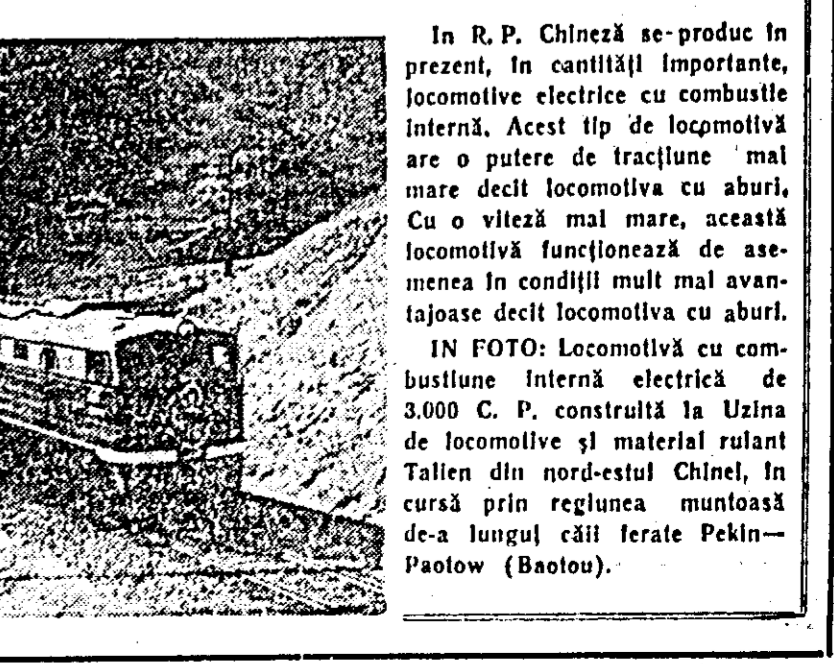 In R. P. Chineză se-produc în
prezent, în cantități importante,
locomotive electrice cu combustie
internă. Acest tip de locomotivă
are o putere de tracțiune mai
mare decît locomotiva cu aburi.
Cu o viteză mai mare, această
locomotivă funcționează de ase-
menea în condiții mult mai avan-
tajoase decît locomotiva cu aburi.
IN FOTO: Locomotivă cu com-
bustiune internă electrică de
3.000 C. P. construită la Uzina
de locomotive și material rulant
Talien din nord-estul Chinei, în
cursă prin regiunea muntoasă
de-a lungul căii ferate Pekin—
Paotow (Baotou).